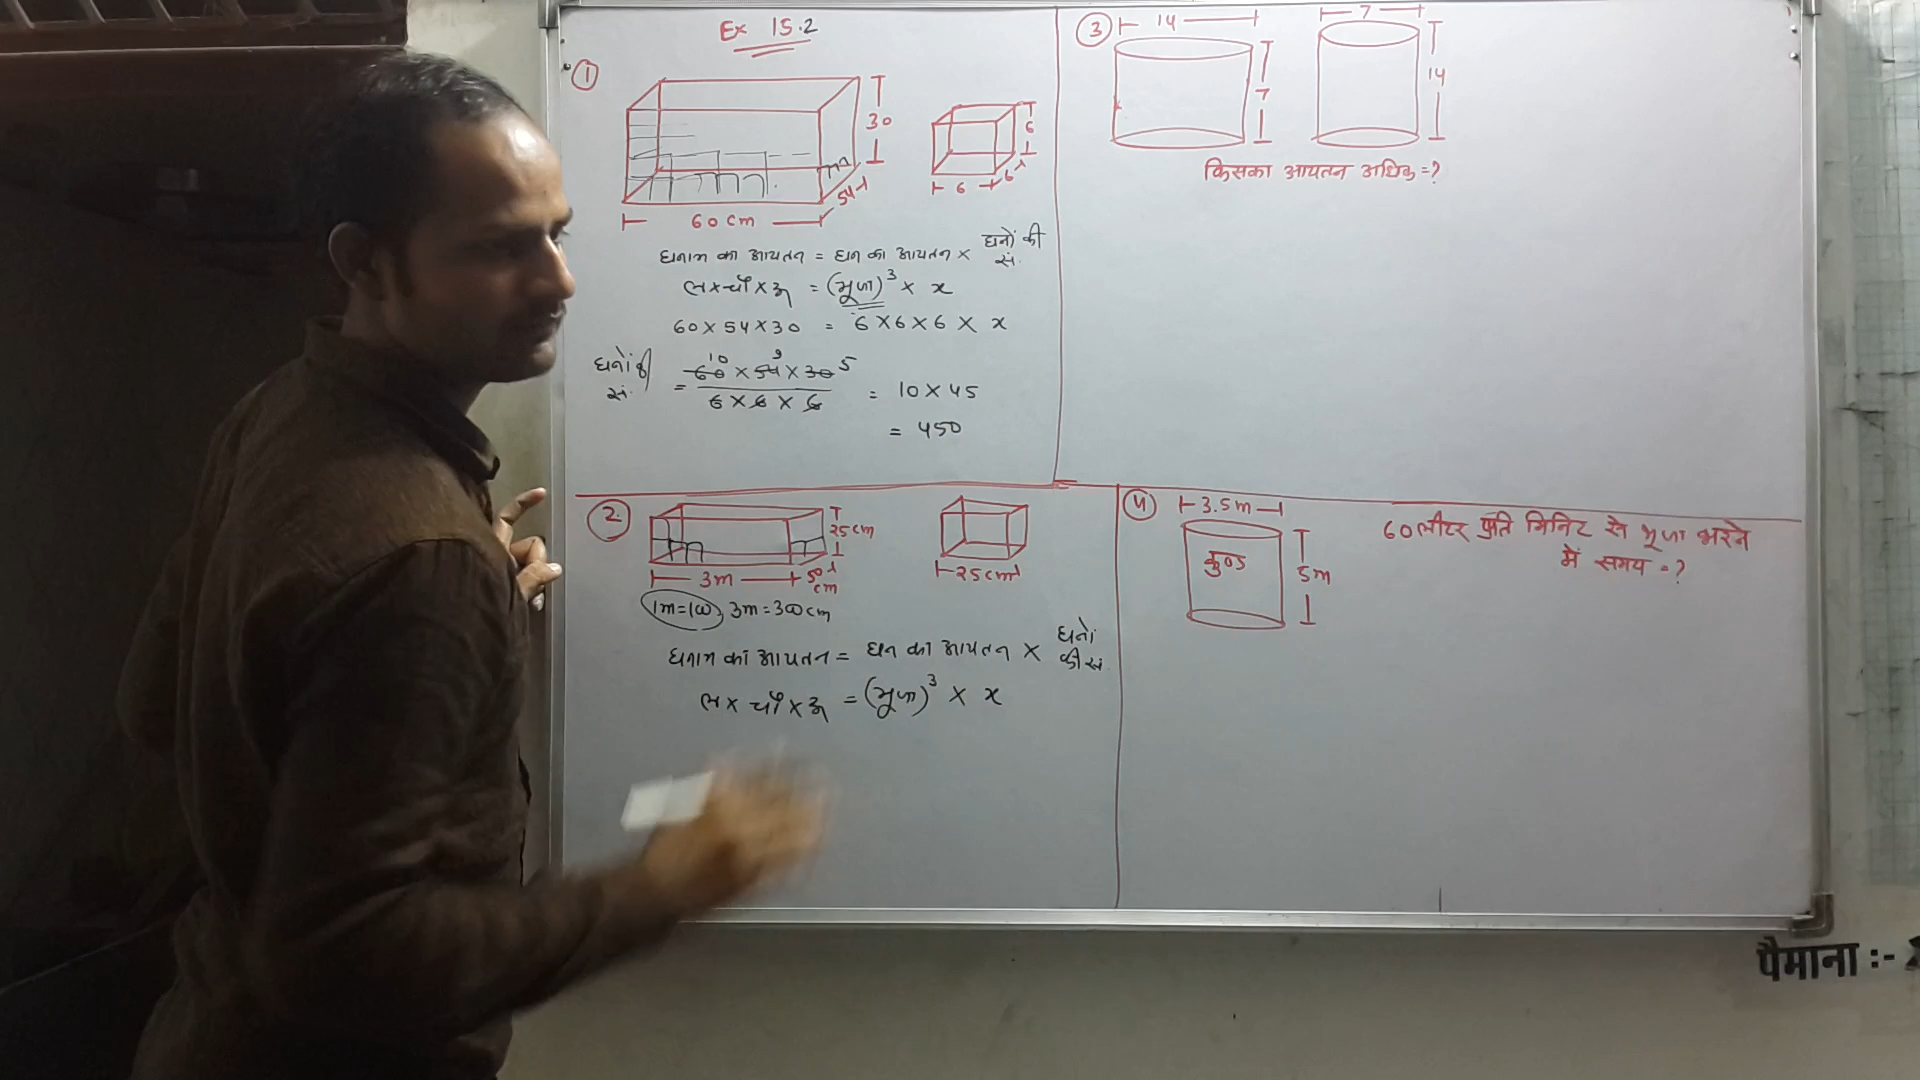 Ex 15.2
①
30
54
60 cm
6
6
6
घनाभ का आयतन = घन का आयतन × घनों की सं.
ल×चौ×ऊ = (भुजा)³ × x
60×54×30 = 6×6×6 × x
घनों की सं. = 60×54×30 / 6×6×6 = 10×45
10 9 5
= 450
② 
25cm
3m
50 cm
25cm
1m=100, 3m=300cm
घनाभ का आयतन = घन का आयतन × घनों की सं.
ल× चौ×ऊ = (भुजा)³ × x
③
14
7
7
14
किसका आयतन अधिक =?
④
3.5m
कुण्ड
5m
60 लीटर प्रति मिनिट से भरने
में समय =?
पैमाना :-